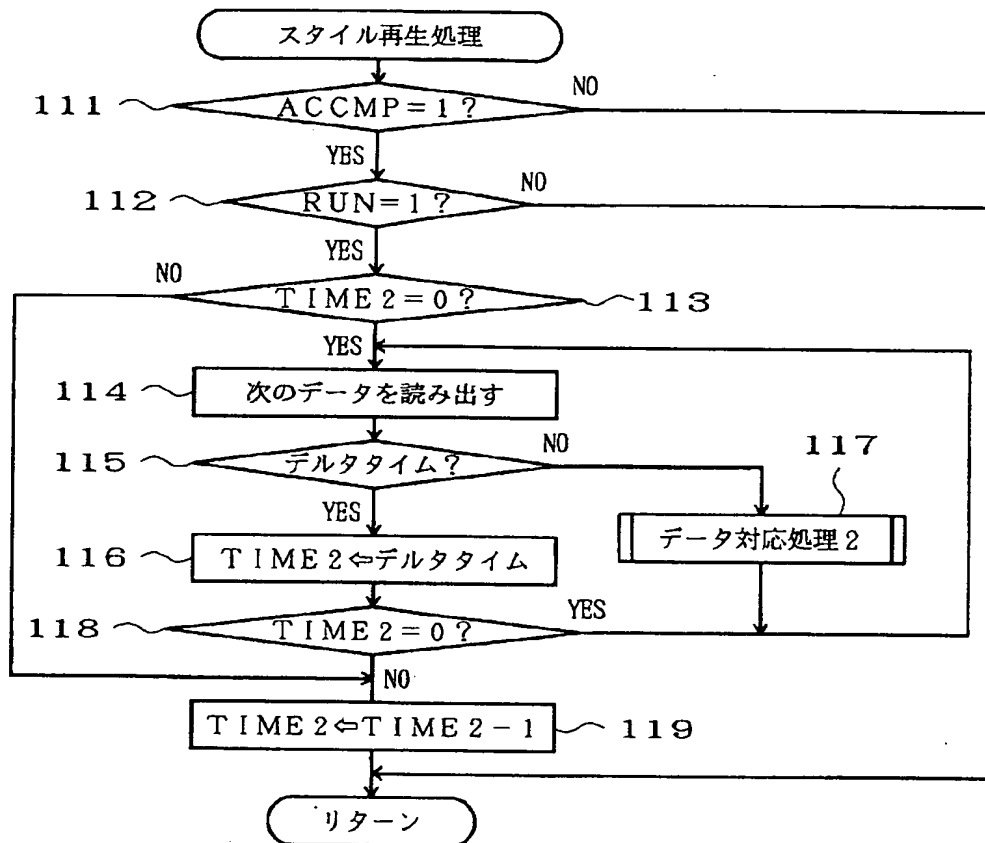 スタイル再生処理
NO
111
ACCMP=1?
YES
NO
112
RUN=1?
YES
NO
TIME2=0?
113
YES
114
次のデータを読み出す
117
NO
115
デルタタイム?
YES
データ対応処理2
116
TIME2⇐デルタタイム
YES
118
TIME2=0?
NO
TIME2⇐TIME2-1
119
リターン